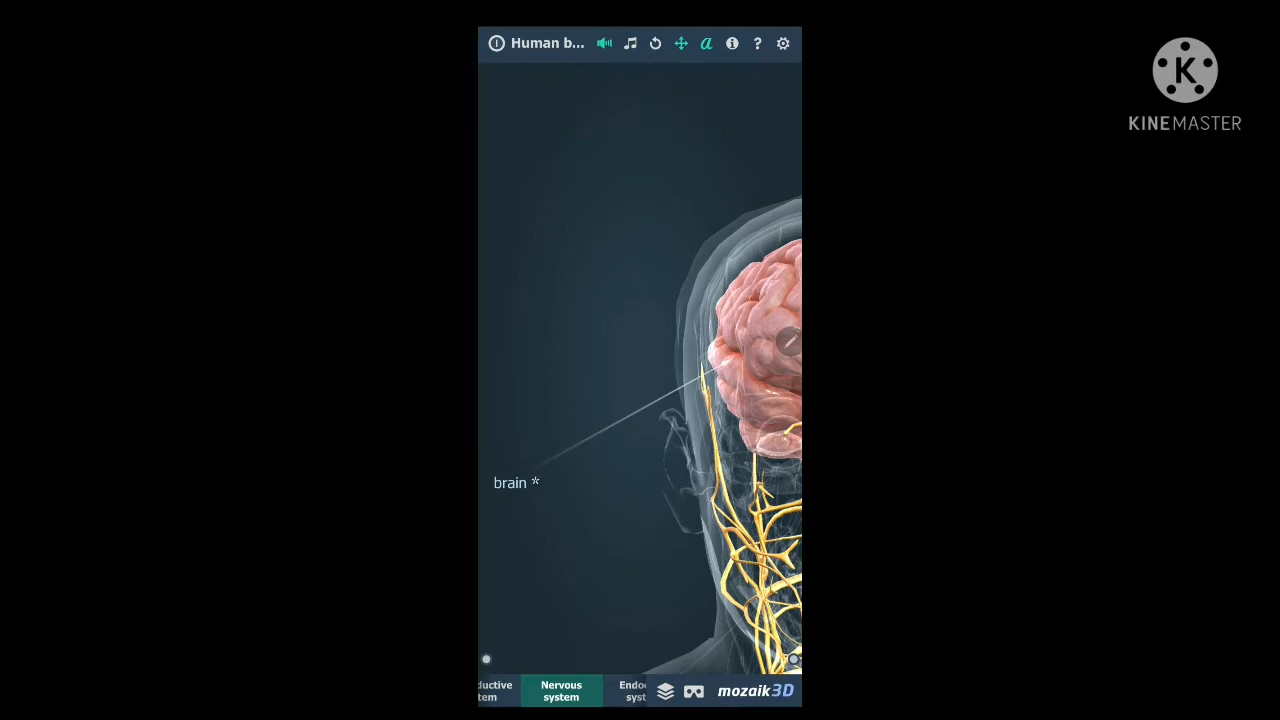 Human b...
K
KINEMASTER
brain *
ductive
tem
Nervous
system
Endo
syst
mozaik3D